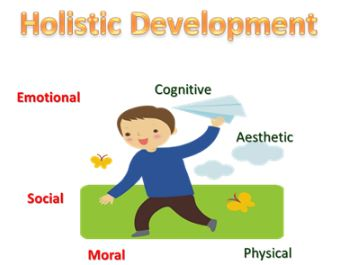 Holistic Development
Cognitive
Emotional
Aesthetic
Social
Moral
Physical